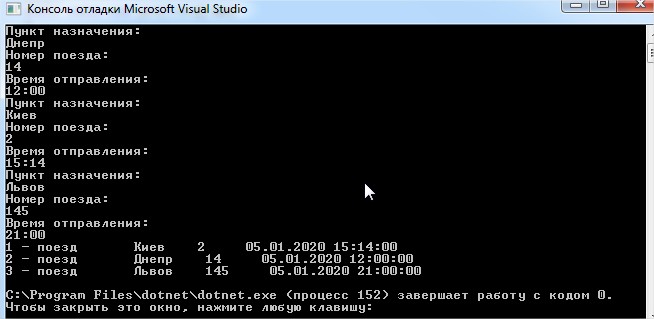 Консоль отладки Microsoft Visual Studio
Пункт назначения:
Днепр
Номер поезда:
14
Время отправления:
12:00
Пункт назначения:
Киев
Номер поезда:
2
Время отправления:
15:14
Пункт назначения:
Львов
Номер поезда:
145
Время отправления:
21:00
1 - поезд Киев 2 05.01.2020 15:14:00
2 - поезд Днепр 14 05.01.2020 12:00:00
3 - поезд Львов 145 05.01.2020 21:00:00
C:\Program Files\dotnet\dotnet.exe (процесс 152) завершает работу с кодом 0.
Чтобы закрыть это окно, нажмите любую клавишу: